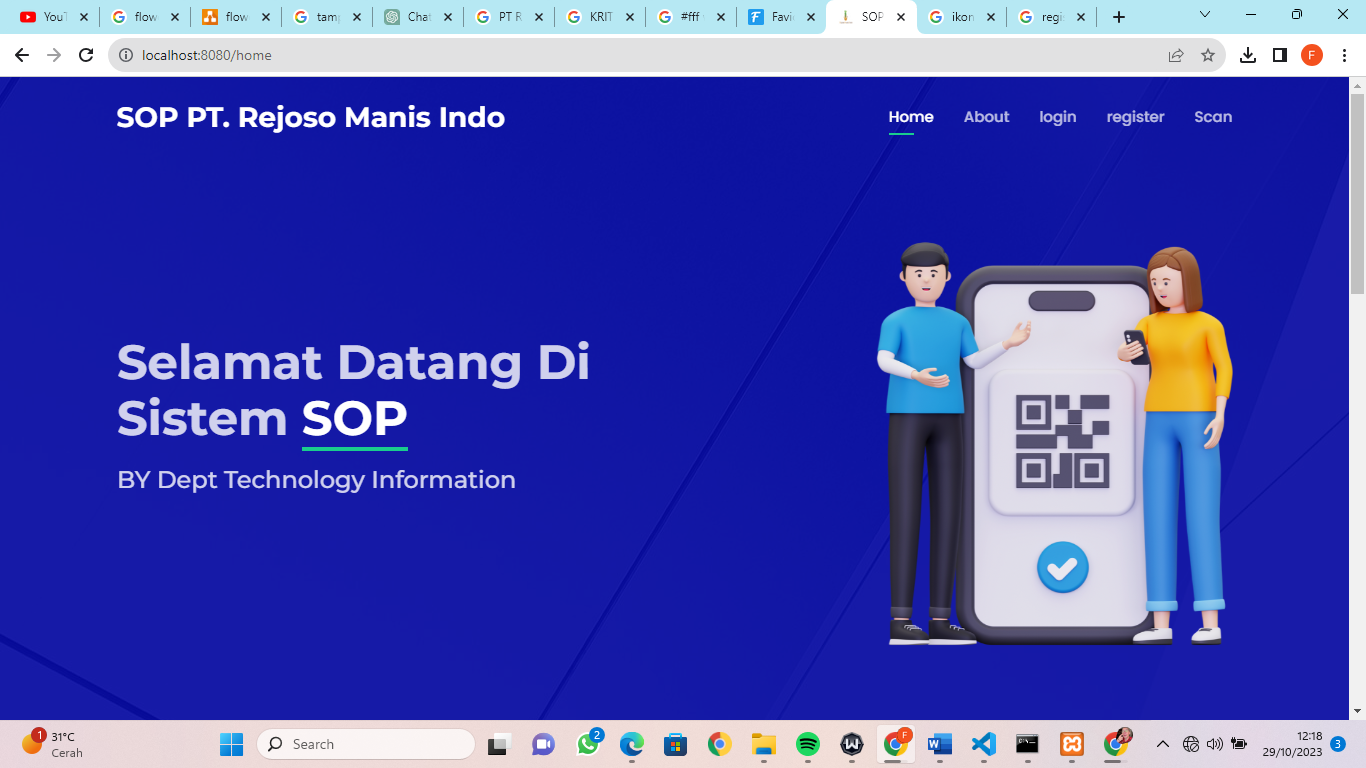 YouT
flow
flow
tamp
Chat
PT R
KRIT
#fff
Favi
SOP
ikon
regis
localhost:8080/home
F
SOP PT. Rejoso Manis Indo
Home About login register Scan
Selamat Datang Di
Sistem SOP
BY Dept Technology Information
1
31°C
Cerah
Search
2
F
12:18
29/10/2023
3